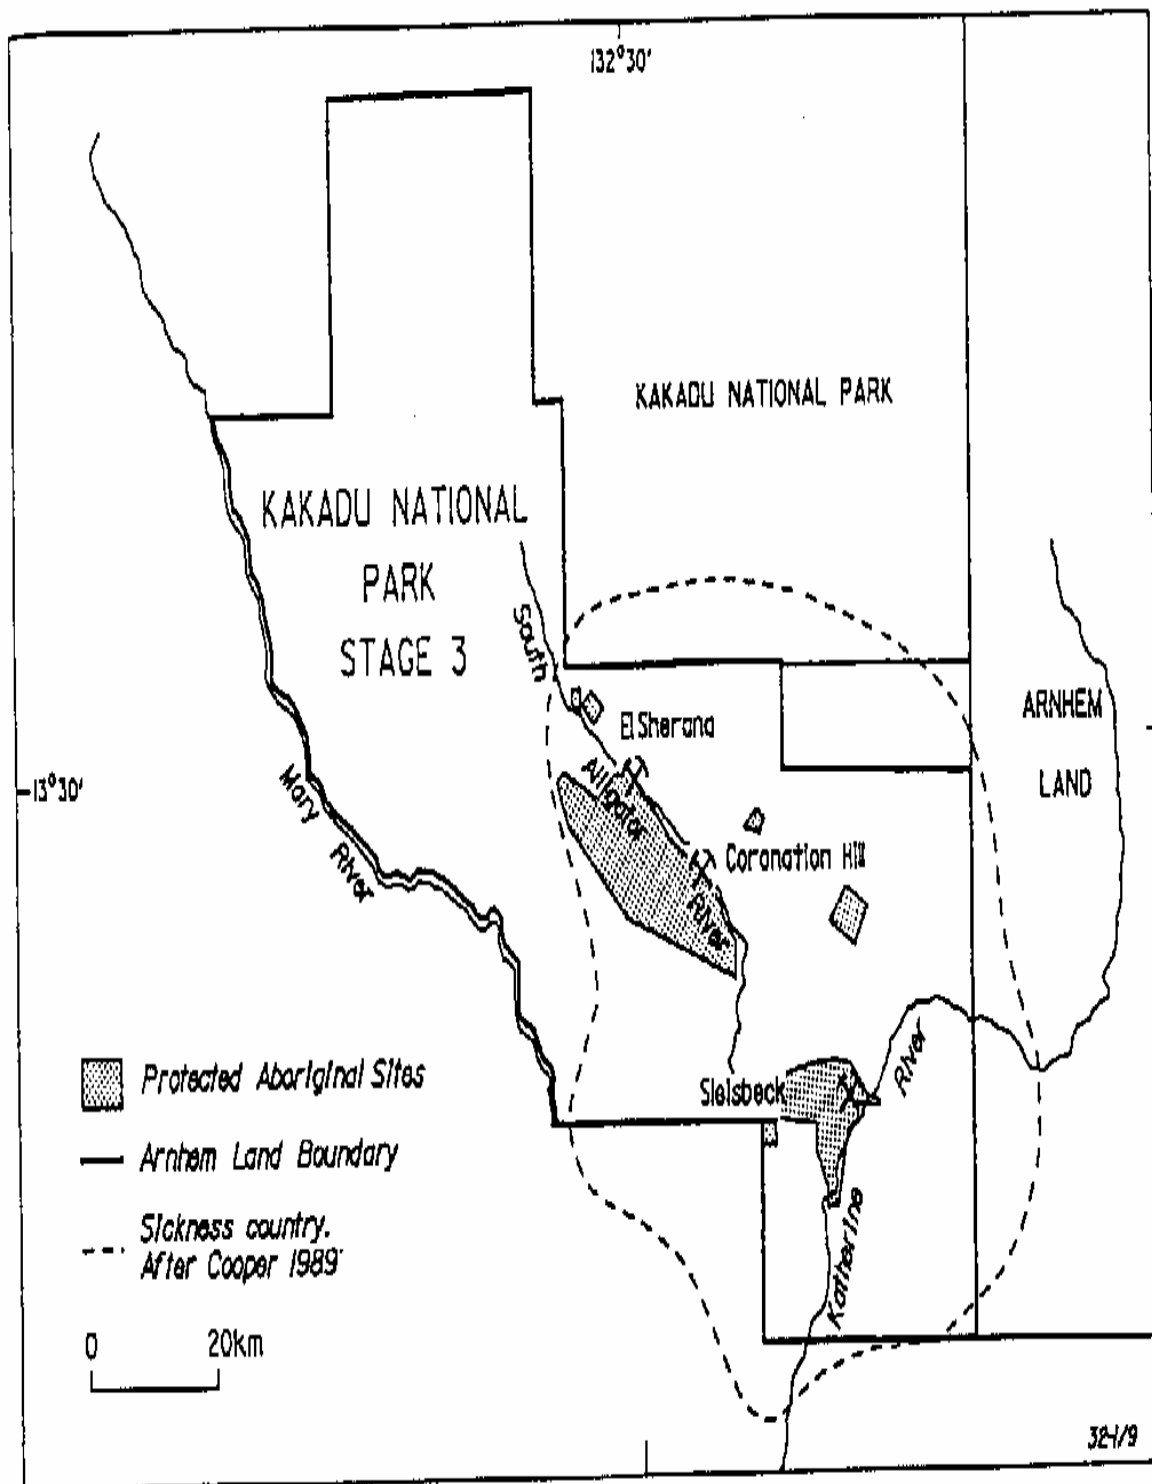 132°30'
KAKADU NATIONAL PARK
KAKADU NATIONAL
PARK
STAGE 3
South
Alligator
River
El Sherana
ARNHEM
LAND
13°30'
Mary
River
Coronation Hill
Sleisbeck
River
Katherine
Protected Aboriginal Sites
Arnhem Land Boundary
Sickness country.
After Cooper 1989
0 20km
324/9